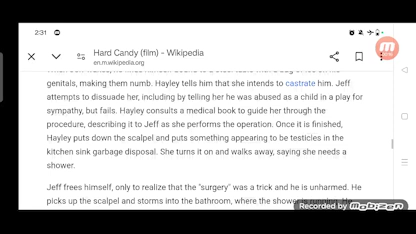 2:31
Hard Candy (film) - Wikipedia
en.m.wikipedia.org
genitals, making them numb. Hayley tells him that she intends to castrate him. Jeff
attempts to dissuade her, including by telling her he was abused as a child in a play for
sympathy, but fails. Hayley consults a medical book to guide her through the
procedure, describing it to Jeff as she performs the operation. Once it is finished,
Hayley puts down the scalpel and puts something appearing to be testicles in the
kitchen sink garbage disposal. She turns it on and walks away, saying she needs a
shower.
Jeff frees himself, only to realize that the "surgery" was a trick and he is unharmed. He
picks up the scalpel and storms into the bathroom, where the shower is running. He
Recorded by Mobizen